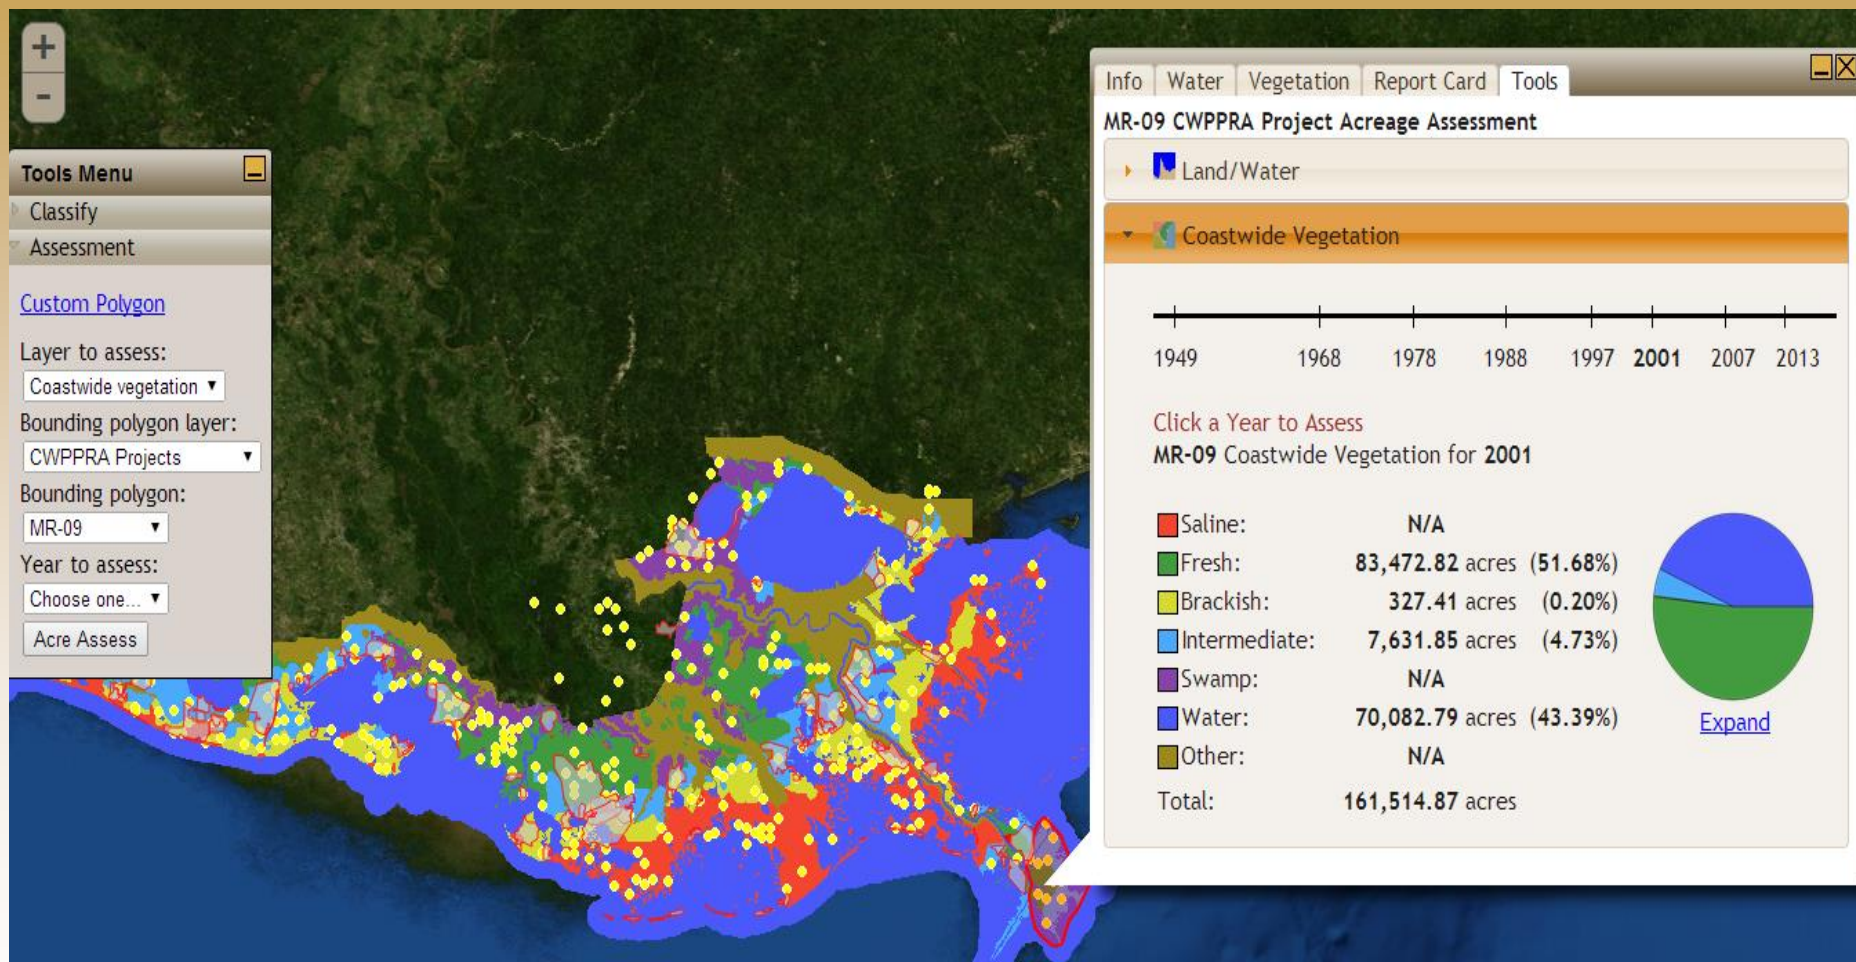 +
-
Tools Menu
Classify
Assessment
Custom Polygon
Layer to assess:
Coastwide vegetation
Bounding polygon layer:
CWPPRA Projects
Bounding polygon:
MR-09
Year to assess:
Choose one...
Acre Assess
Info Water Vegetation Report Card Tools
MR-09 CWPPRA Project Acreage Assessment
Land/Water
Coastwide Vegetation
1949 1968 1978 1988 1997 2001 2007 2013
Click a Year to Assess
MR-09 Coastwide Vegetation for 2001
Saline: N/A
Fresh: 83,472.82 acres (51.68%)
Brackish: 327.41 acres (0.20%)
Intermediate: 7,631.85 acres (4.73%)
Swamp: N/A
Water: 70,082.79 acres (43.39%)
Other: N/A
Total: 161,514.87 acres
Expand